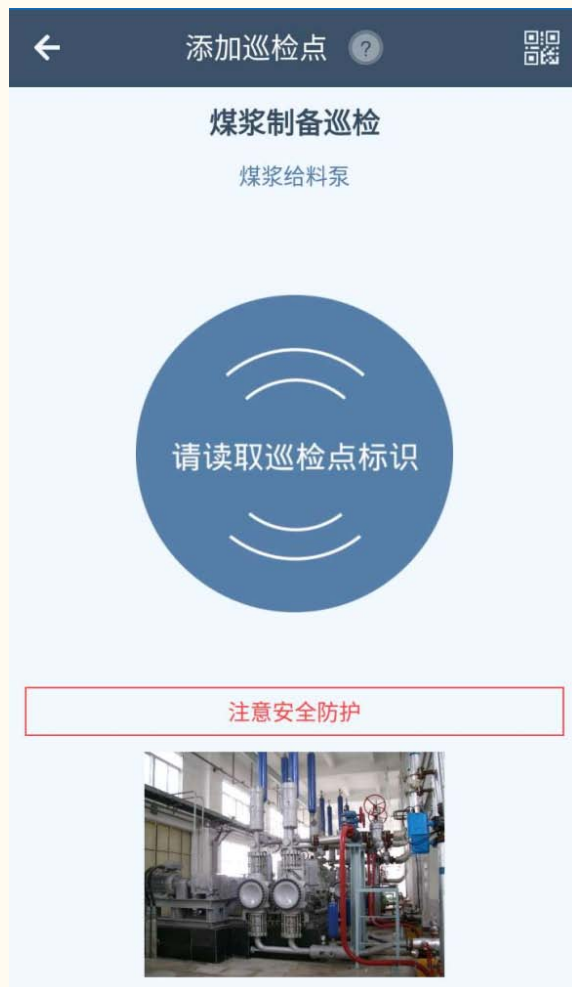 添加巡检点 ?
煤浆制备巡检
煤浆给料泵
请读取巡检点标识
注意安全防护